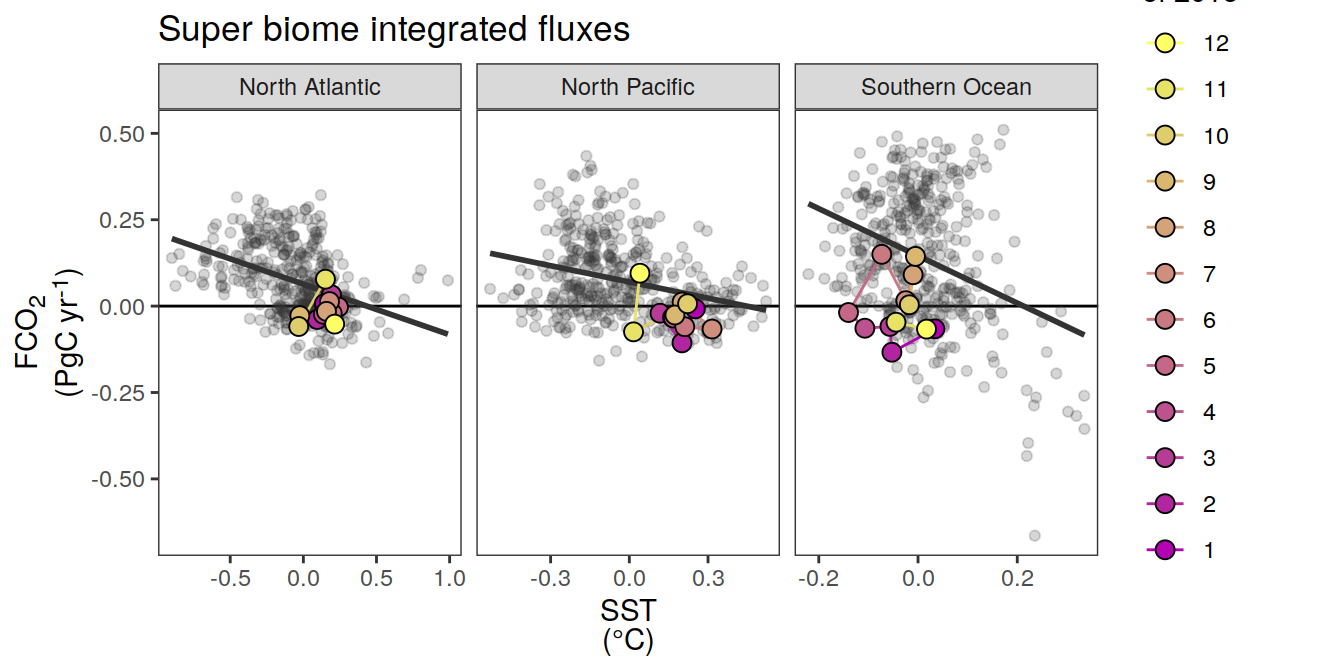 Super biome integrated fluxes
North Atlantic
North Pacific
Southern Ocean
FCO2
(PgC yr-1)
0.50
0.25
0.00
-0.25
-0.50
-0.5 0.0 0.5 1.0
-0.3 0.0 0.3
-0.2 0.0 0.2
SST
(°C)
12
11
10
9
8
7
6
5
4
3
2
1